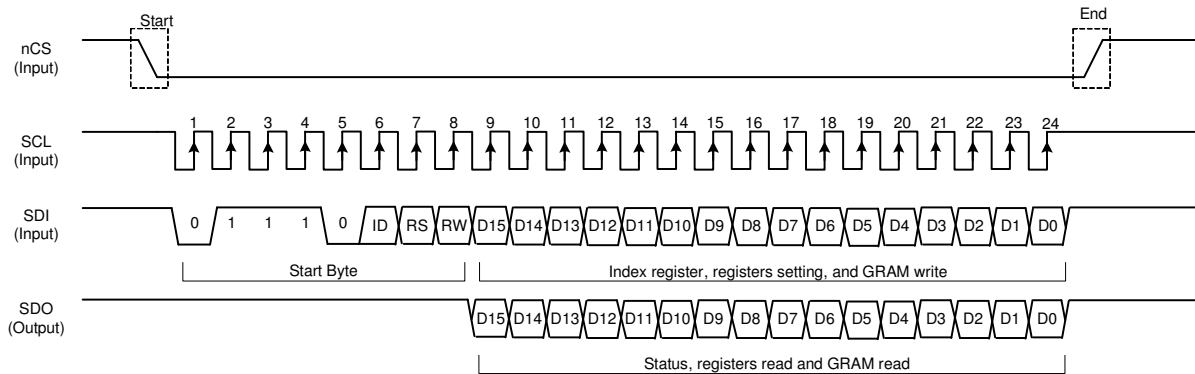 Start End
nCS
(Input)
1 2 3 4 5 6 7 8 9 10 11 12 13 14 15 16 17 18 19 20 21 22 23 24
SCL
(Input)
SDI
(Input)
0 1 1 1 0 ID RS RW D15 D14 D13 D12 D11 D10 D9 D8 D7 D6 D5 D4 D3 D2 D1 D0
Start Byte Index register, registers setting, and GRAM write
SDO
(Output)
D15 D14 D13 D12 D11 D10 D9 D8 D7 D6 D5 D4 D3 D2 D1 D0
Status, registers read and GRAM read